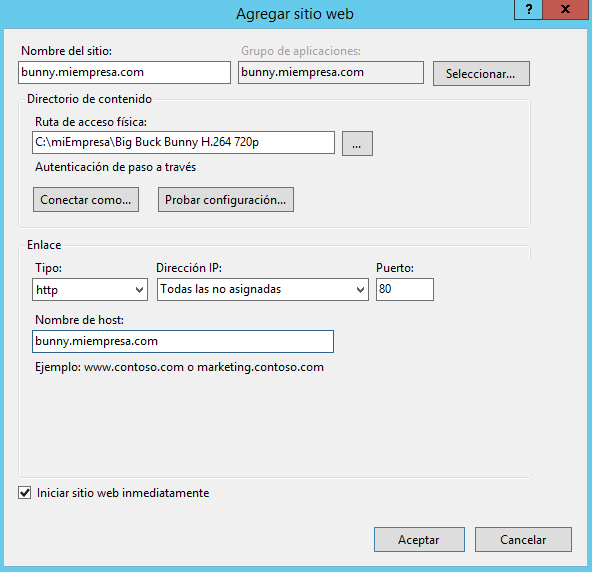 Agregar sitio web
? x
Nombre del sitio: Grupo de aplicaciones:
bunny.miempresa.com bunny.miempresa.com Seleccionar...
Directorio de contenido
Ruta de acceso física:
C:\miEmpresa\Big Buck Bunny H.264 720p ...
Autenticación de paso a través
Conectar como... Probar configuración...
Enlace
Tipo: Dirección IP: Puerto:
http Todas las no asignadas 80
Nombre de host:
bunny.miempresa.com
Ejemplo: www.contoso.com o marketing.contoso.com
Iniciar sitio web inmediatamente
Aceptar Cancelar